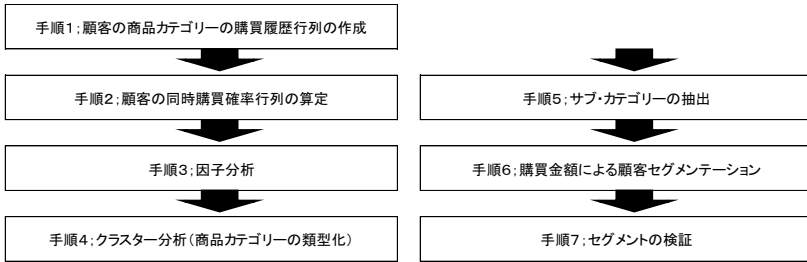 手順1;顧客の商品カテゴリーの購買履歴行列の作成
手順2;顧客の同時購買確率行列の算定
手順3;因子分析
手順4;クラスター分析(商品カテゴリーの類型化)
手順5;サブ・カテゴリーの抽出
手順6;購買金額による顧客セグメンテーション
手順7;セグメントの検証